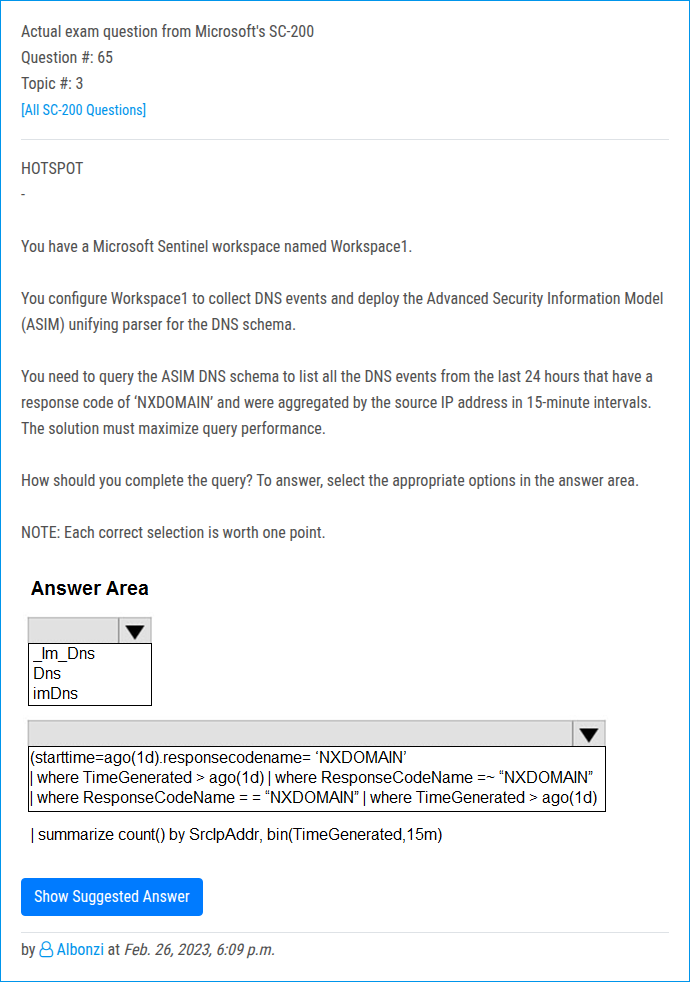 Actual exam question from Microsoft's SC-200
Question #: 65
Topic #: 3
[All SC-200 Questions]
HOTSPOT
-
You have a Microsoft Sentinel workspace named Workspace1.
You configure Workspace1 to collect DNS events and deploy the Advanced Security Information Model
(ASIM) unifying parser for the DNS schema.
You need to query the ASIM DNS schema to list all the DNS events from the last 24 hours that have a
response code of ‘NXDOMAIN’ and were aggregated by the source IP address in 15-minute intervals.
The solution must maximize query performance.
How should you complete the query? To answer, select the appropriate options in the answer area.
NOTE: Each correct selection is worth one point.
Answer Area
_Im_Dns
Dns
imDns
(starttime=ago(1d).responsecodename= ‘NXDOMAIN’
| where TimeGenerated > ago(1d) | where ResponseCodeName =~ “NXDOMAIN”
| where ResponseCodeName = = “NXDOMAIN” | where TimeGenerated > ago(1d)
| summarize count() by SrcIpAddr, bin(TimeGenerated,15m)
Show Suggested Answer
by Albonzi at Feb. 26, 2023, 6:09 p.m.